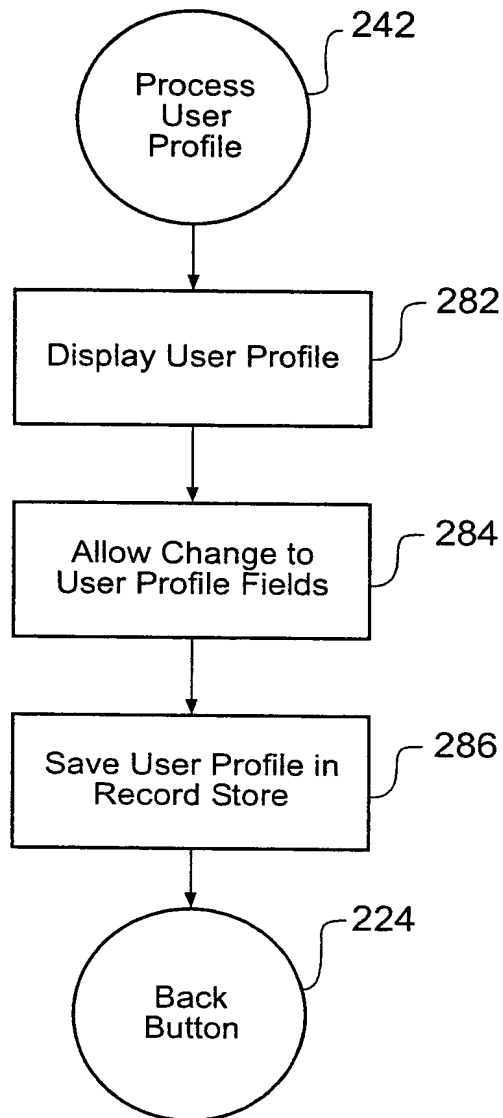 242
Process
User
Profile
282
Display User Profile
284
Allow Change to
User Profile Fields
286
Save User Profile in
Record Store
224
Back
Button